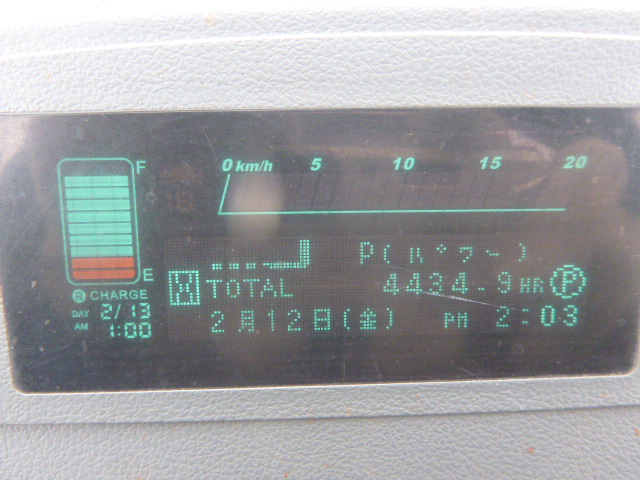 F
0 km/h 5 10 15 20
P(パワー)
E
TOTAL 4434.9 HR P
R CHARGE
DAY 2/13
2月12日(金) PM 2:03
AM 1:00